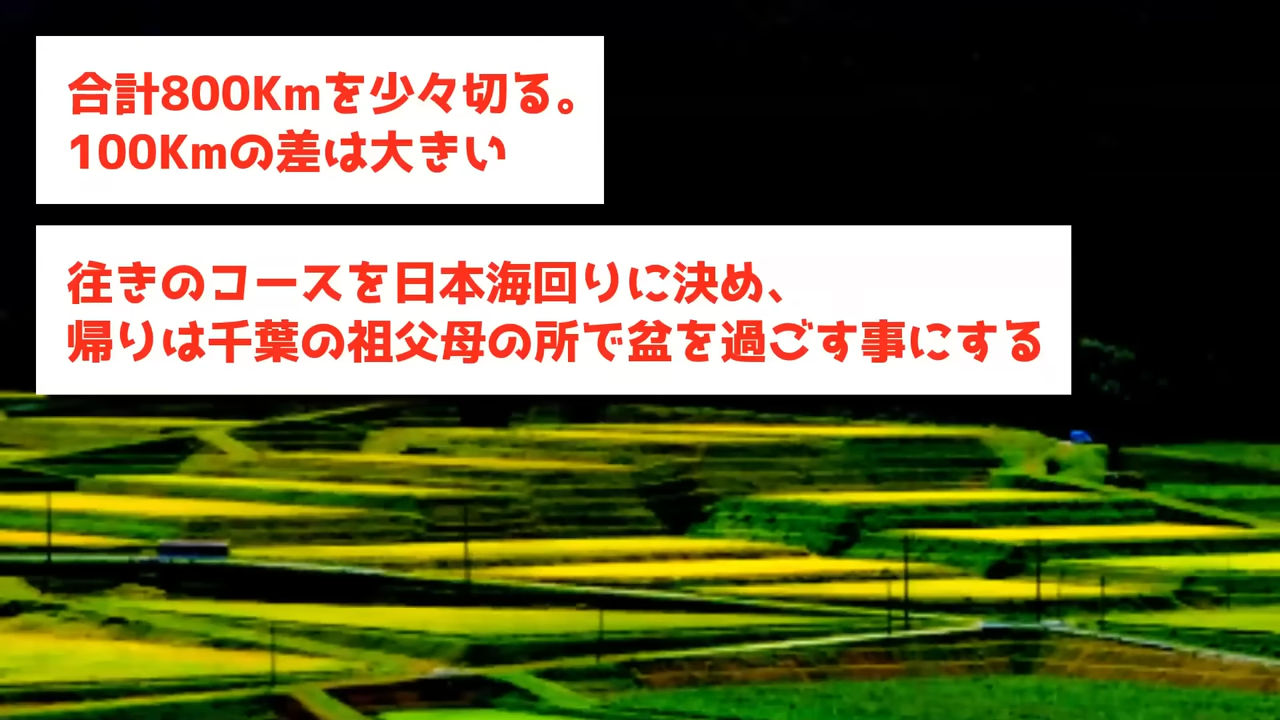 合計800Kmを少々切る。
100Kmの差は大きい
往きのコースを日本海回りに決め、
帰りは千葉の祖父母の所で盆を過ごす事にする